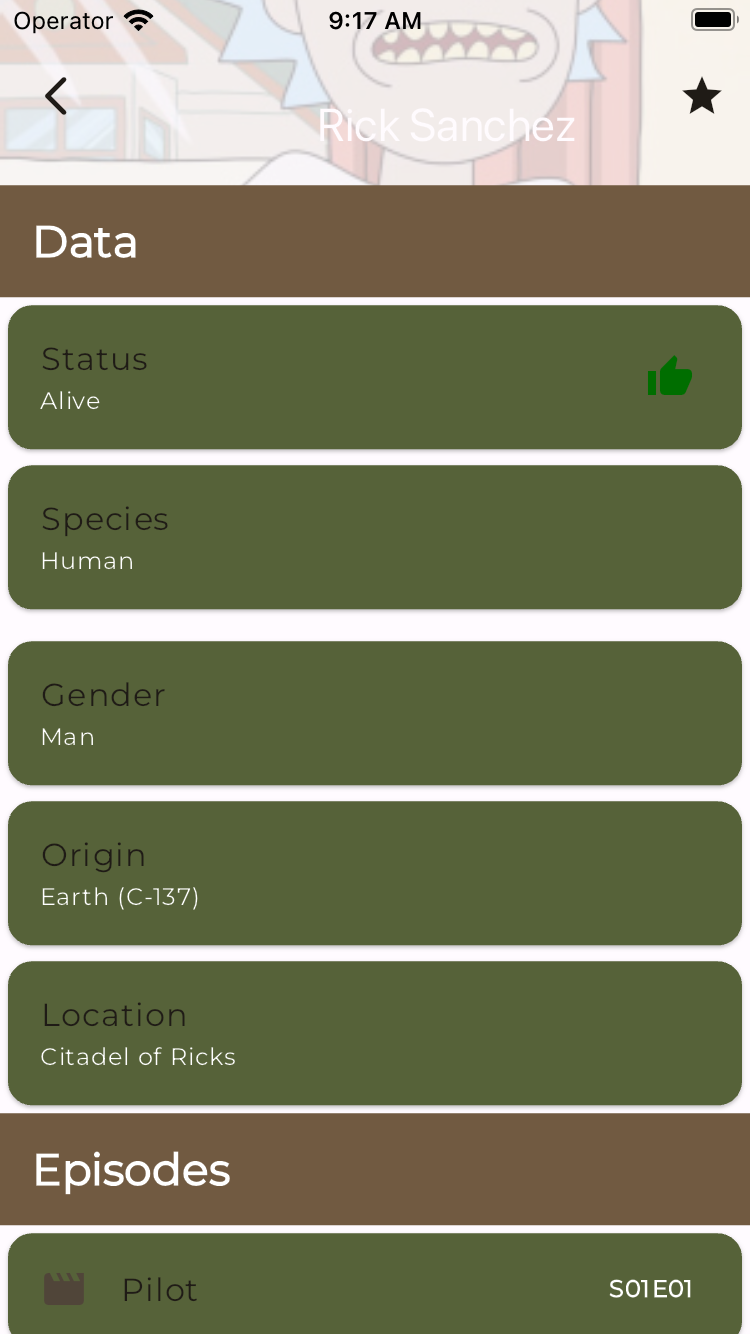 Operator 9:17 AM
Rick Sanchez
Data
Status
Alive
Species
Human
Gender
Man
Origin
Earth (C-137)
Location
Citadel of Ricks
Episodes
Pilot S01E01